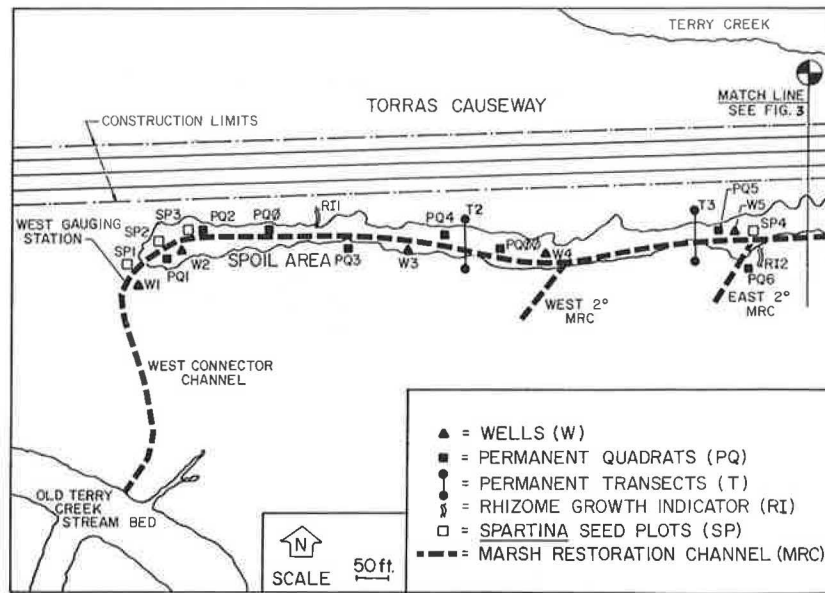 TERRY CREEK
TORRAS CAUSEWAY
MATCH LINE
SEE FIG. 3
CONSTRUCTION LIMITS
WEST GAUGING
STATION
SP3
SP2
SP1
PQ2
PQØ
RI1
PQ4
T2
T3
PQ5
W5
SP4
W1
PQ1
W2
SPOIL AREA
PQ3
W3
PQØØ
W4
RI2
PQ6
WEST 2°
MRC
EAST 2°
MRC
WEST CONNECTOR
CHANNEL
OLD TERRY
CREEK
STREAM BED
N
SCALE 50 ft.
= WELLS (W)
= PERMANENT QUADRATS (PQ)
= PERMANENT TRANSECTS (T)
= RHIZOME GROWTH INDICATOR (RI)
= SPARTINA SEED PLOTS (SP)
= MARSH RESTORATION CHANNEL (MRC)